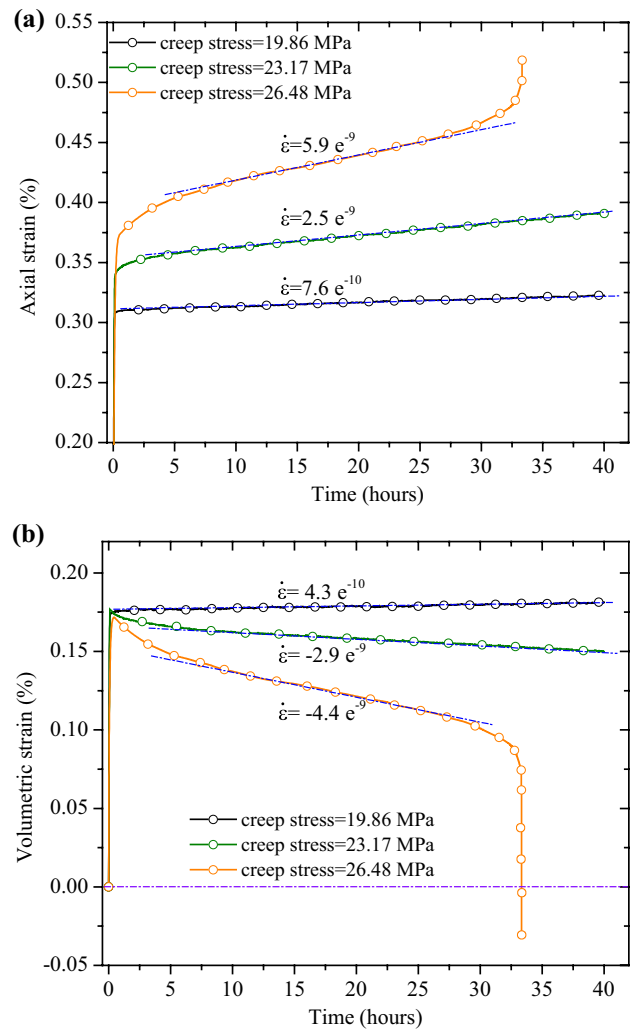 (a)
0.55
0.50
0.45
0.40
0.35
0.30
0.25
0.20
Axial strain (%)
creep stress=19.86 MPa
creep stress=23.17 MPa
creep stress=26.48 MPa
ε̇=5.9 e⁻⁹
ε̇=2.5 e⁻⁹
ε̇=7.6 e⁻¹⁰
0 5 10 15 20 25 30 35 40
Time (hours)
(b)
0.20
0.15
0.10
0.05
0.00
-0.05
Volumetric strain (%)
ε̇= 4.3 e⁻¹⁰
ε̇= -2.9 e⁻⁹
ε̇= -4.4 e⁻⁹
creep stress=19.86 MPa
creep stress=23.17 MPa
creep stress=26.48 MPa
0 5 10 15 20 25 30 35 40
Time (hours)